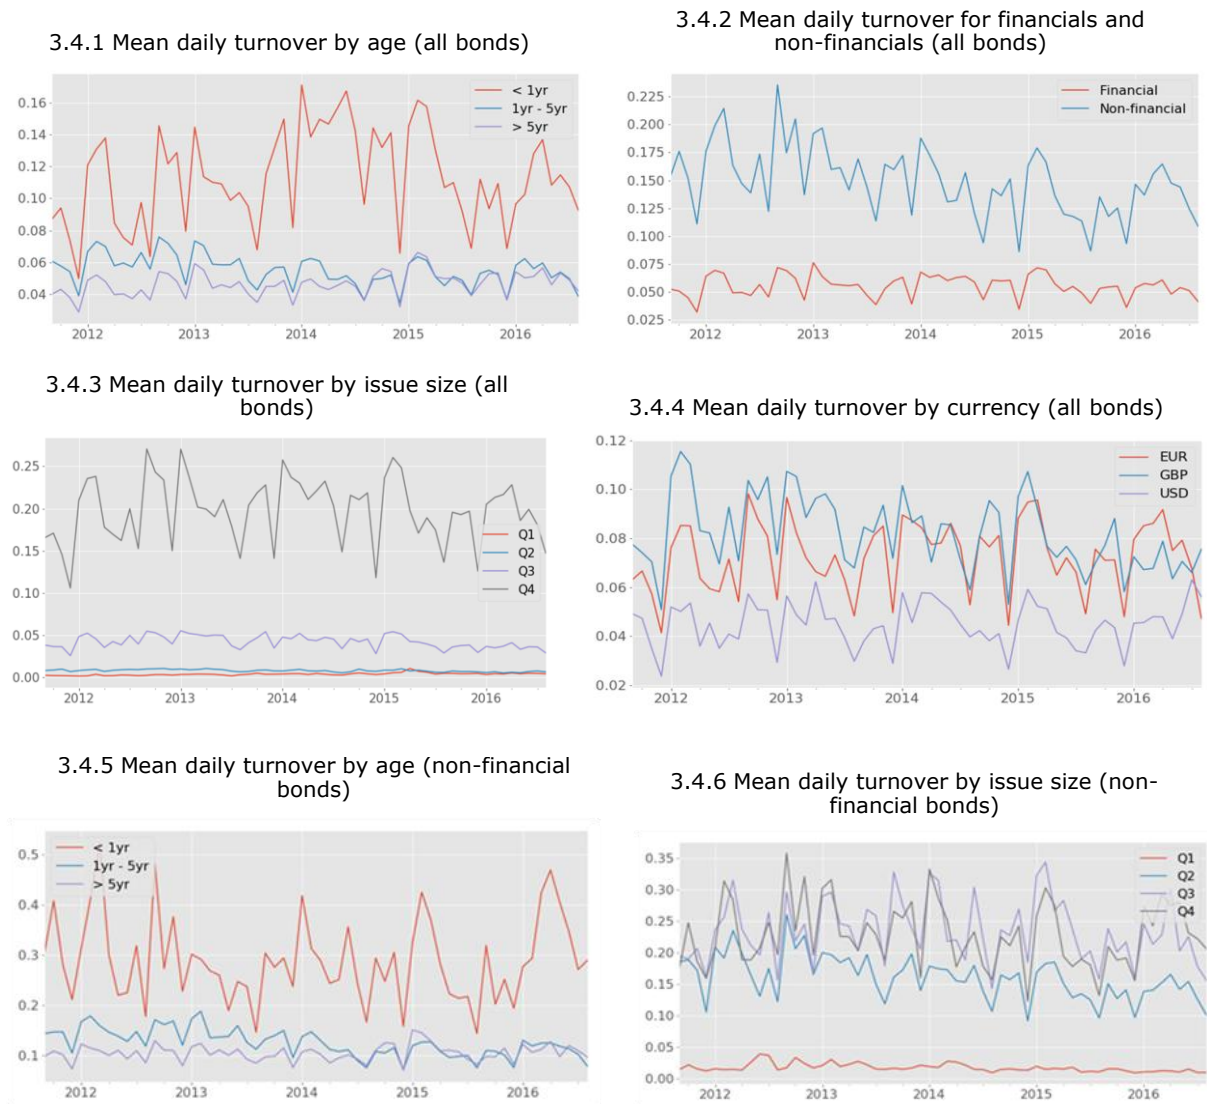 3.4.1 Mean daily turnover by age (all bonds)
0.16
0.14
0.12
0.10
0.08
0.06
0.04
< 1yr
1yr - 5yr
> 5yr
2012 2013 2014 2015 2016
3.4.2 Mean daily turnover for financials and
non-financials (all bonds)
0.225
0.200
0.175
0.150
0.125
0.100
0.075
0.050
0.025
Financial
Non-financial
2012 2013 2014 2015 2016
3.4.3 Mean daily turnover by issue size (all
bonds)
0.25
0.20
0.15
0.10
0.05
0.00
Q1
Q2
Q3
Q4
2012 2013 2014 2015 2016
3.4.4 Mean daily turnover by currency (all bonds)
0.12
0.10
0.08
0.06
0.04
0.02
EUR
GBP
USD
2012 2013 2014 2015 2016
3.4.5 Mean daily turnover by age (non-financial
bonds)
0.5
0.4
0.3
0.2
0.1
< 1yr
1yr - 5yr
> 5yr
2012 2013 2014 2015 2016
3.4.6 Mean daily turnover by issue size (non-
financial bonds)
0.35
0.30
0.25
0.20
0.15
0.10
0.05
0.00
Q1
Q2
Q3
Q4
2012 2013 2014 2015 2016